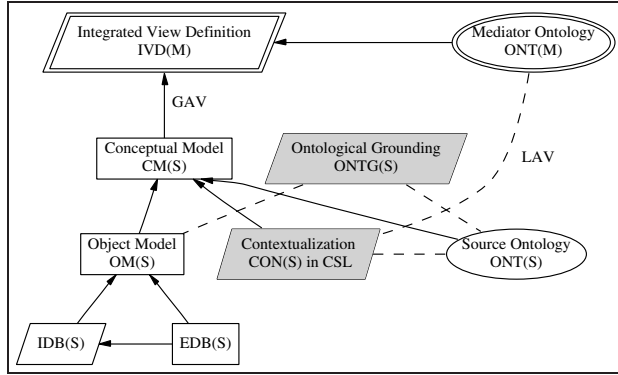 Integrated View Definition
IVD(M)
Mediator Ontology
ONT(M)
GAV
Conceptual Model
CM(S)
Ontological Grounding
ONTG(S)
LAV
Object Model
OM(S)
Contextualization
CON(S) in CSL
Source Ontology
ONT(S)
IDB(S)
EDB(S)